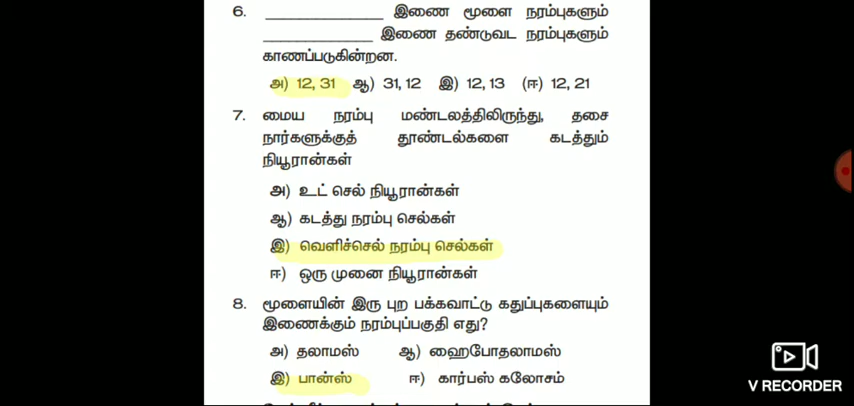 6. ______________ இணை மூளை நரம்புகளும்
_____________ இணை தண்டுவட நரம்புகளும்
காணப்படுகின்றன.
அ) 12, 31 ஆ) 31, 12 இ) 12, 13 (ஈ) 12, 21
7. மைய நரம்பு மண்டலத்திலிருந்து, தசை
நார்களுக்குத் தூண்டல்களை கடத்தும்
நியூரான்கள்
அ) உட் செல் நியூரான்கள்
ஆ) கடத்து நரம்பு செல்கள்
இ) வெளிச்செல் நரம்பு செல்கள்
ஈ) ஒரு முனை நியூரான்கள்
8. மூளையின் இரு புற பக்கவாட்டு கதுப்புகளையும்
இணைக்கும் நரம்புப்பகுதி எது?
அ) தலாமஸ் ஆ) ஹைபோதலாமஸ்
இ) பான்ஸ் ஈ) கார்பஸ் கலோசம்
V RECORDER